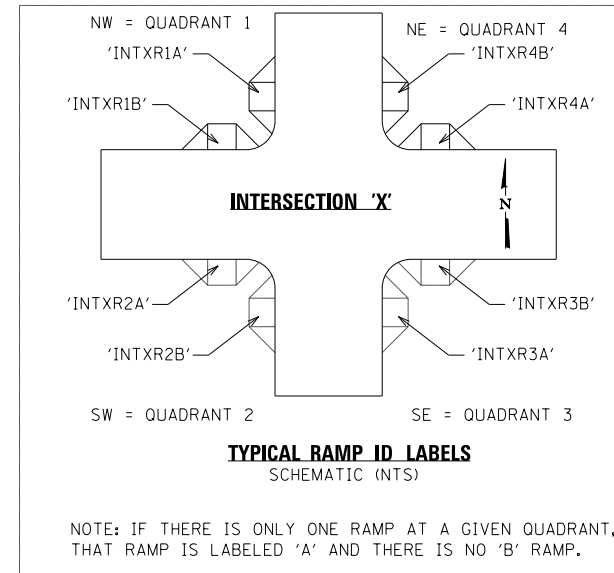 NW = QUADRANT 1
NE = QUADRANT 4
'INTXR1A'
'INTXR4B'
'INTXR1B'
'INTXR4A'
INTERSECTION 'X'
N
'INTXR2A'
'INTXR3B'
'INTXR2B'
'INTXR3A'
SW = QUADRANT 2
SE = QUADRANT 3
TYPICAL RAMP ID LABELS
SCHEMATIC (NTS)
NOTE: IF THERE IS ONLY ONE RAMP AT A GIVEN QUADRANT,
THAT RAMP IS LABELED 'A' AND THERE IS NO 'B' RAMP.